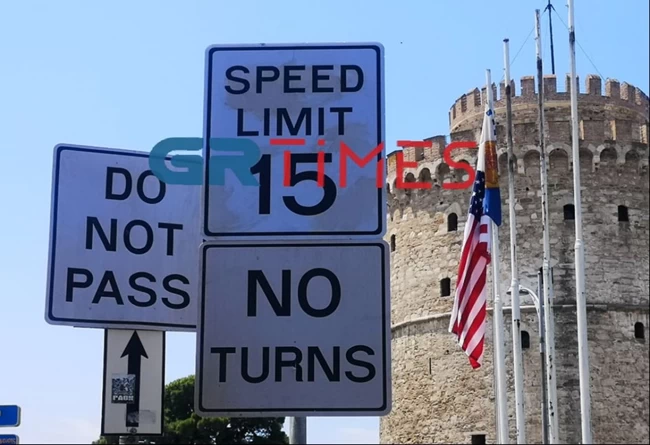 SPEED
LIMIT
15
GRTiMES
DO
NOT
PASS
NO
TURNS